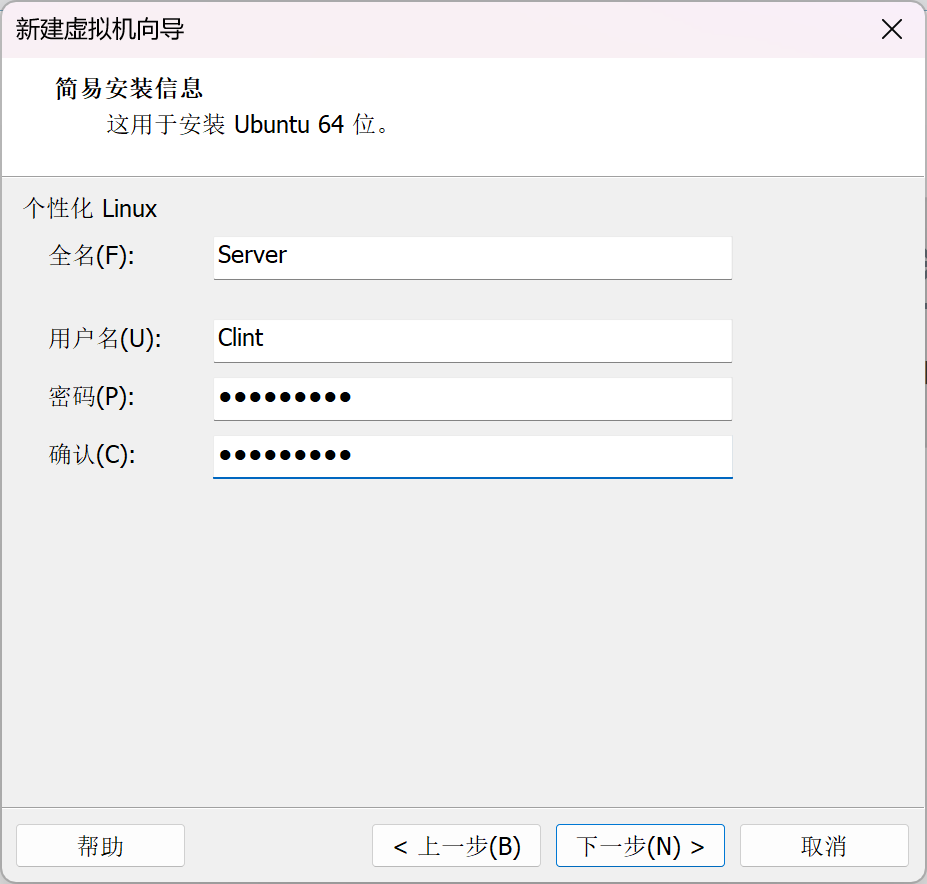 新建虚拟机向导
简易安装信息
这用于安装 Ubuntu 64 位。
个性化 Linux
全名(F): Server
用户名(U): Clint
密码(P): ●●●●●●●●●
确认(C): ●●●●●●●●●
帮助 < 上一步(B) 下一步(N) > 取消